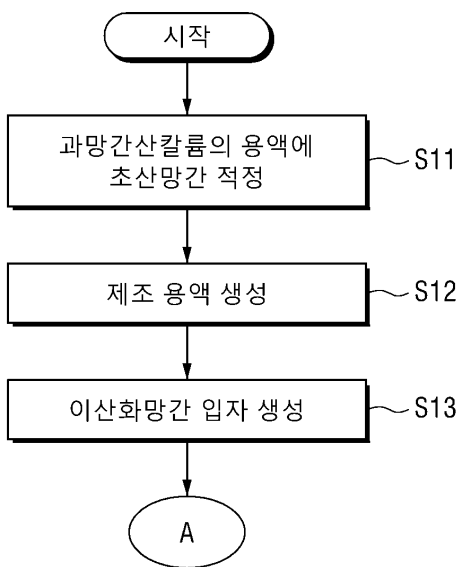 시작
과망간산칼륨의 용액에
초산망간 적정
S11
제조 용액 생성
S12
이산화망간 입자 생성
S13
A